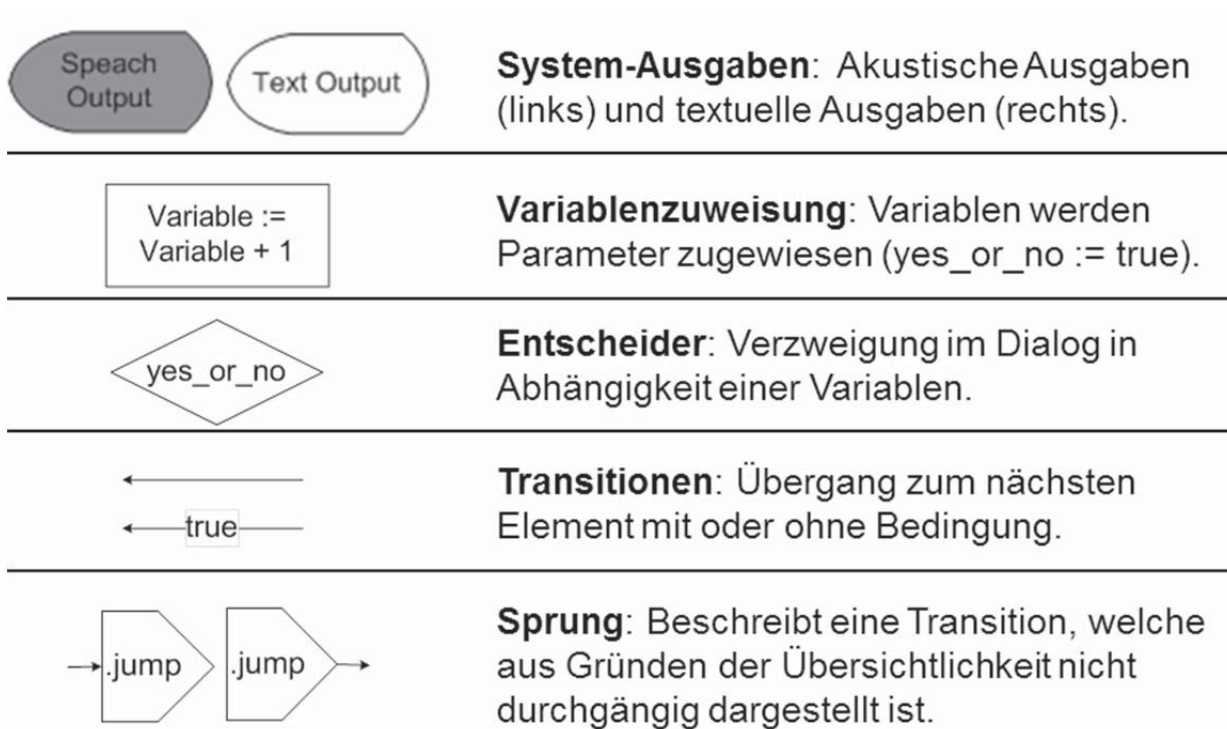 Speach
Output
Text Output
System-Ausgaben: Akustische Ausgaben
(links) und textuelle Ausgaben (rechts).
Variable :=
Variable + 1
Variablenzuweisung: Variablen werden
Parameter zugewiesen (yes_or_no := true).
yes_or_no
Entscheider: Verzweigung im Dialog in
Abhängigkeit einer Variablen.
true
Transitionen: Übergang zum nächsten
Element mit oder ohne Bedingung.
.jump
.jump
Sprung: Beschreibt eine Transition, welche
aus Gründen der Übersichtlichkeit nicht
durchgängig dargestellt ist.